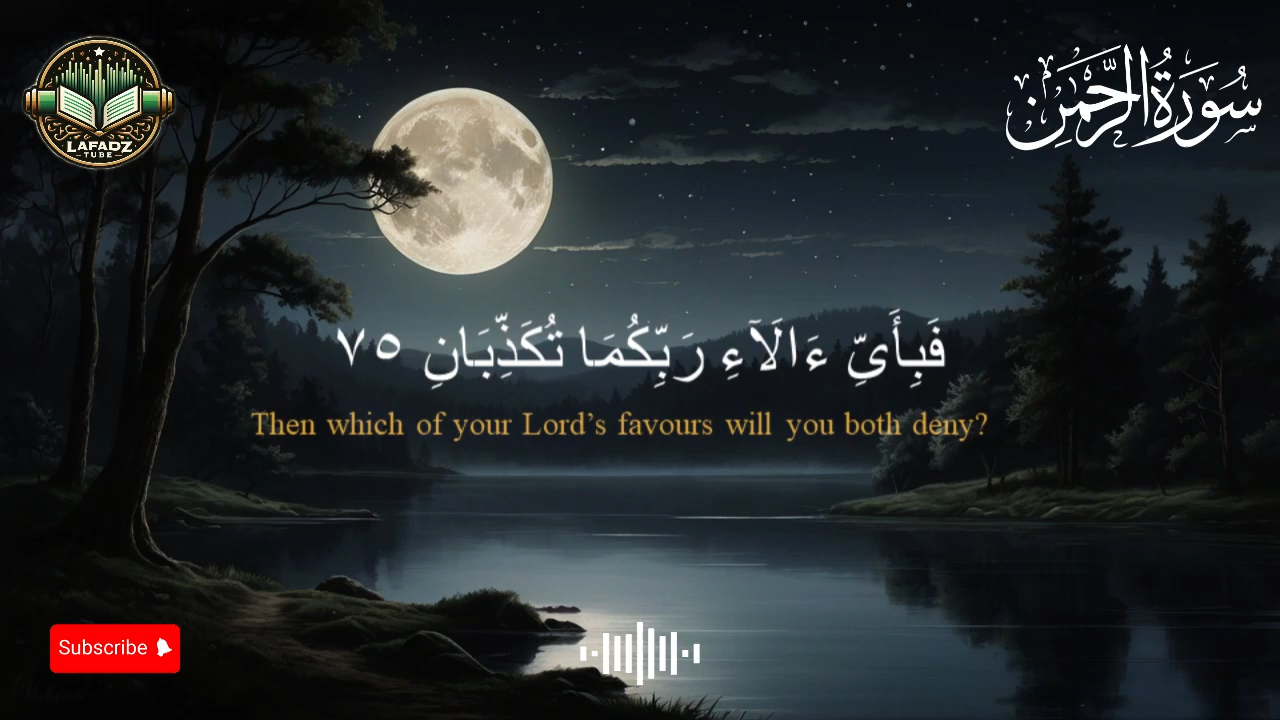 LAFADZ
TUBE
سُورَةُ الرَّحْمَٰن
فَبِأَىِّ ءَالَآءِ رَبِّكُمَا تُكَذِّبَانِ ٧٥
Then which of your Lord’s favours will you both deny?
Subscribe